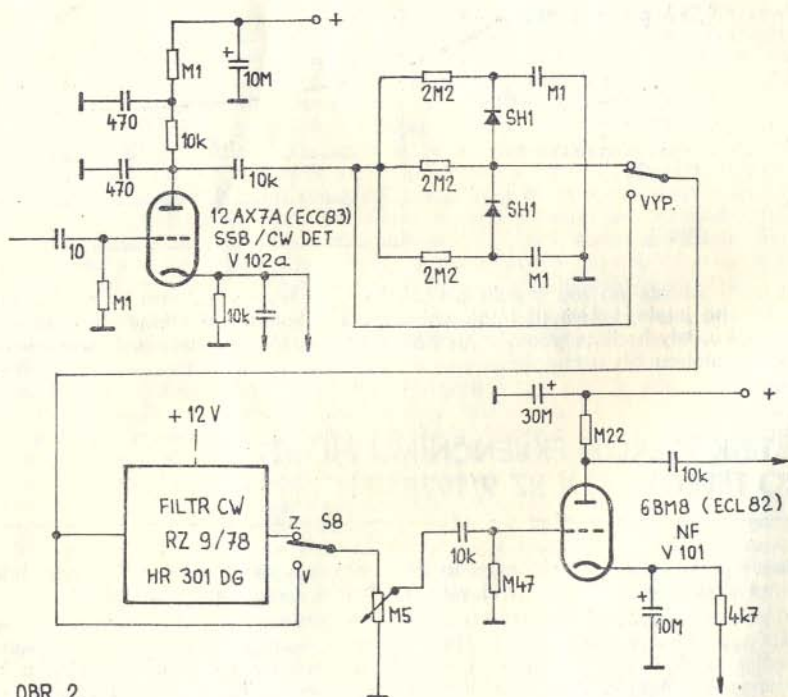 +
M1
+
10M
470
10k
470
10k
12AX7A (ECC83)
SSB / CW DET
V 102a
10
M1
10k
2M2
M1
SH1
2M2
SH1
2M2
M1
VYP.
+ 12 V
FILTR CW
RZ 9/78
HR 301 DG
Z
S8
V
M5
10k
M47
30M
+
+
M22
10k
6BM8 (ECL82)
NF
V 101
+
10M
4k7
OBR. 2